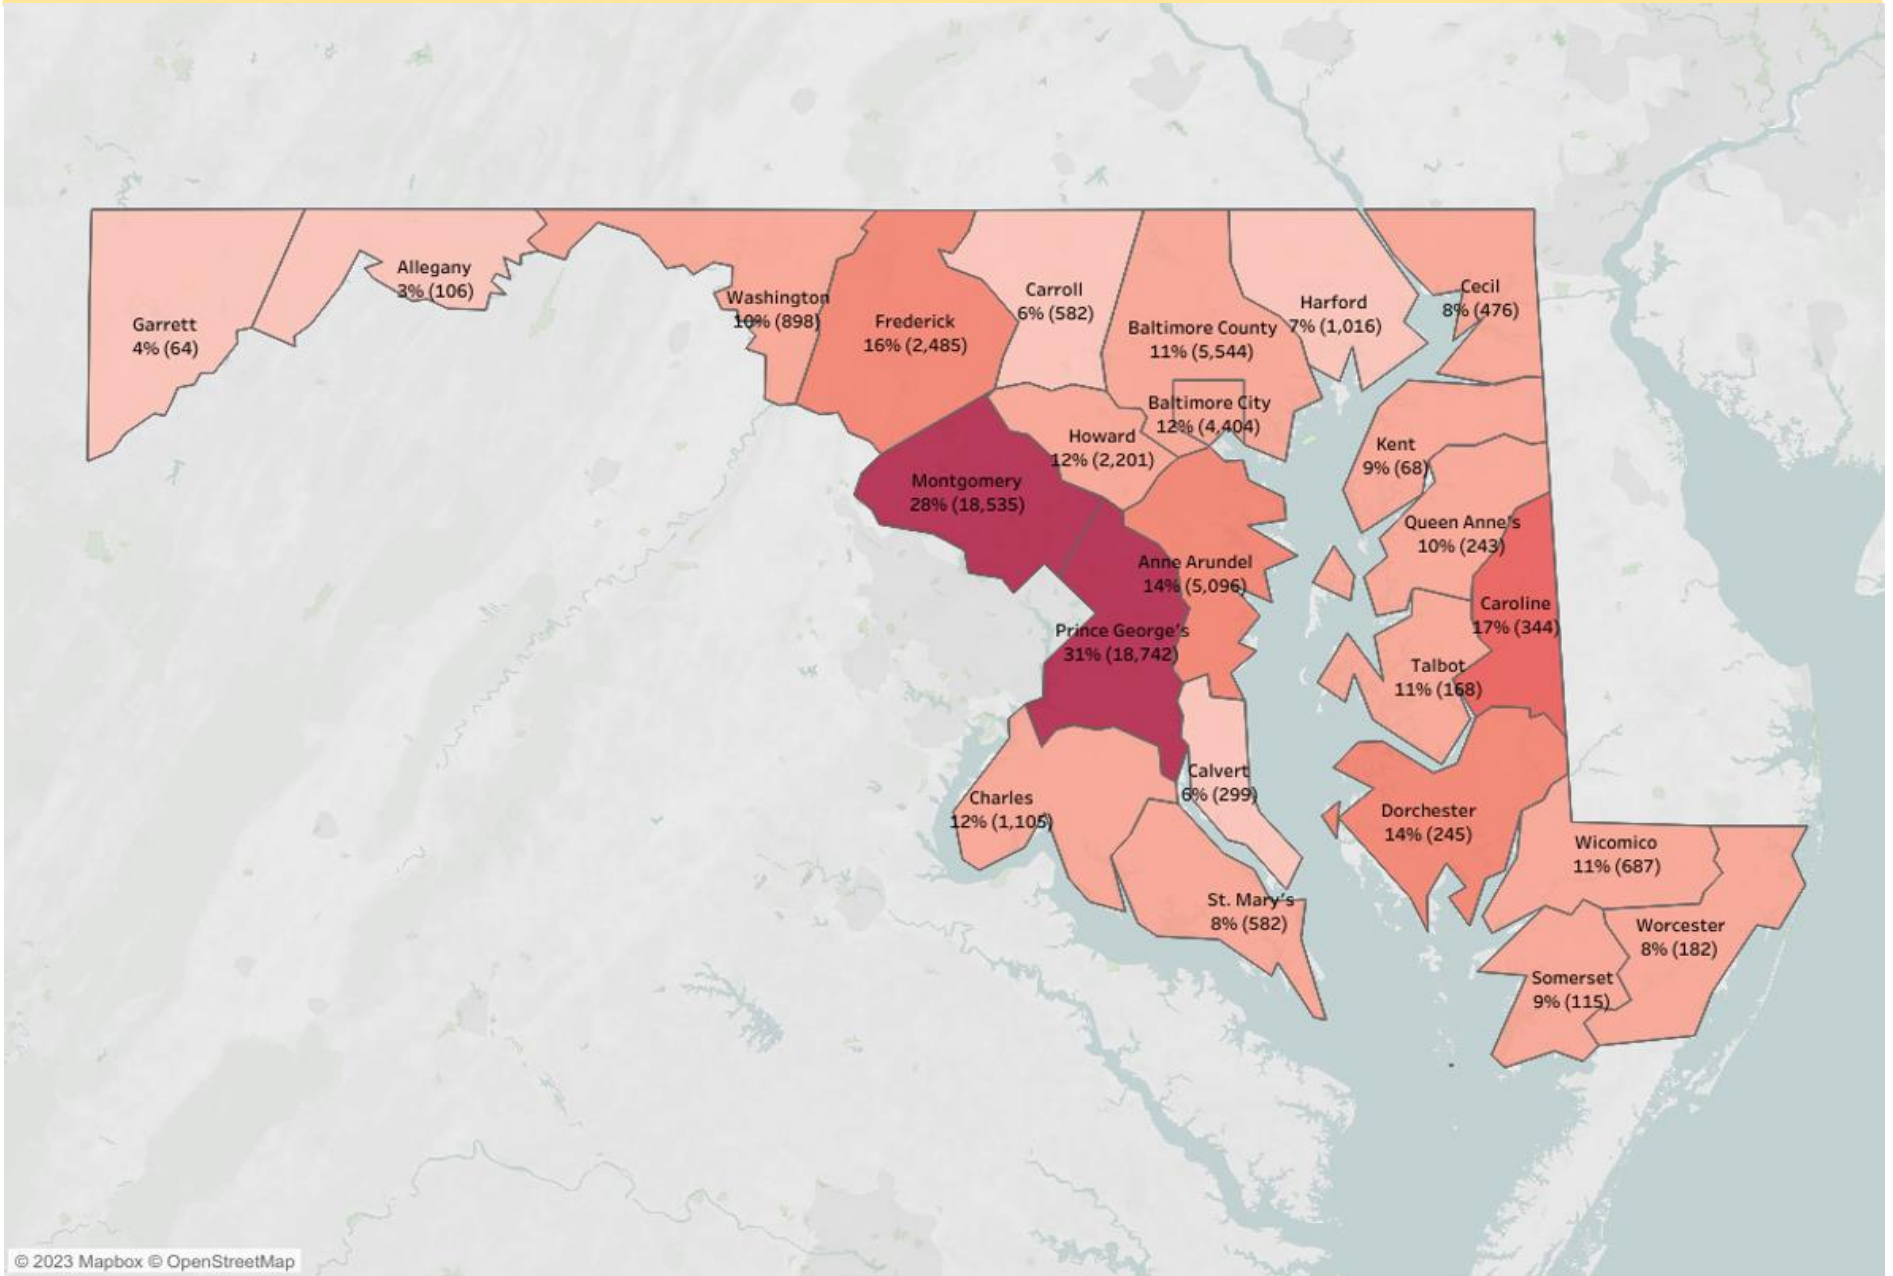 Allegany
3% (106)
Garrett
4% (64)
Washington
10% (898)
Frederick
16% (2,485)
Carroll
6% (582)
Baltimore County
11% (5,544)
Harford
7% (1,016)
Cecil
8% (476)
Baltimore City
12% (4,404)
Howard
12% (2,201)
Kent
9% (68)
Montgomery
28% (18,535)
Queen Anne's
10% (243)
Anne Arundel
14% (5,096)
Caroline
17% (344)
Prince George's
31% (18,742)
Talbot
11% (168)
Calvert
6% (299)
Charles
12% (1,105)
Dorchester
14% (245)
Wicomico
11% (687)
St. Mary's
8% (582)
Worcester
8% (182)
Somerset
9% (115)
© 2023 Mapbox © OpenStreetMap